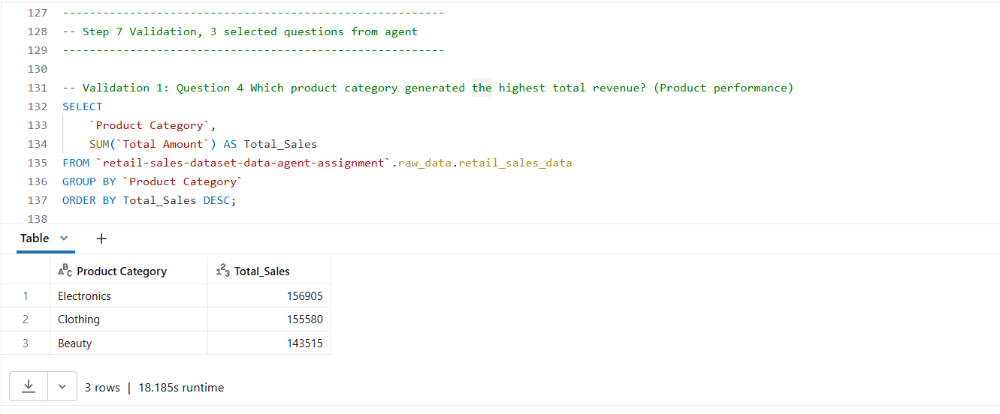 127 ---------------------------------------------------------
128 -- Step 7 Validation, 3 selected questions from agent
129 ---------------------------------------------------------
130
131 -- Validation 1: Question 4 Which product category generated the highest total revenue? (Product performance)
132 SELECT
133 `Product Category`,
134 SUM(`Total Amount`) AS Total_Sales
135 FROM `retail-sales-dataset-data-agent-assignment`.raw_data.retail_sales_data
136 GROUP BY `Product Category`
137 ORDER BY Total_Sales DESC;
138
Table +
ABC Product Category 123 Total_Sales
1 Electronics 156905
2 Clothing 155580
3 Beauty 143515
3 rows | 18.185s runtime